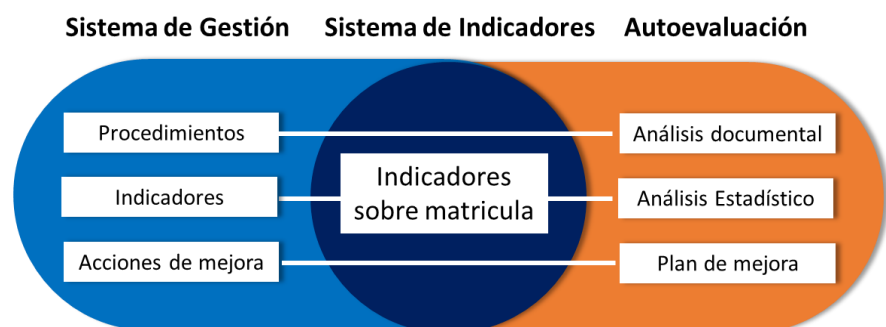 Sistema de Gestión Sistema de Indicadores Autoevaluación
Procedimientos Análisis documental
Indicadores
sobre matricula
Indicadores Análisis Estadístico
Acciones de mejora Plan de mejora